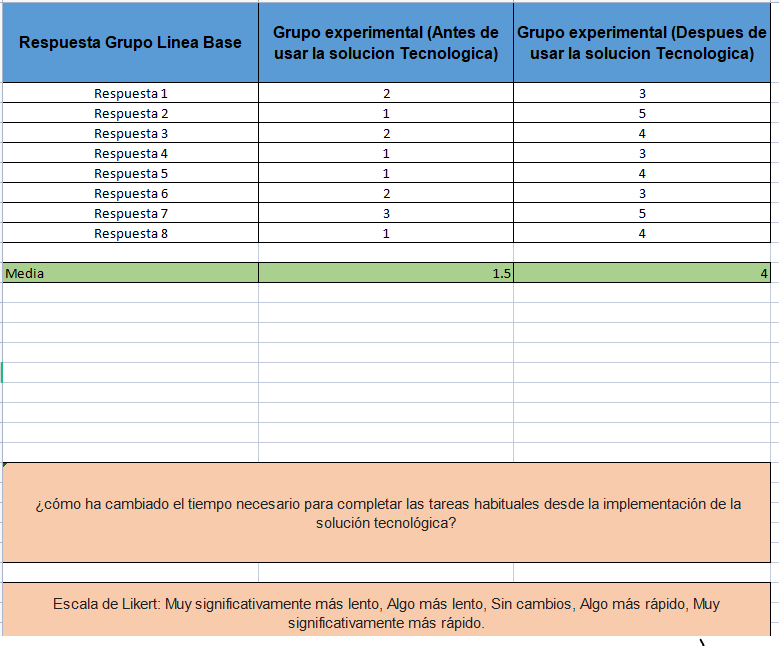 Respuesta Grupo Linea Base
Grupo experimental (Antes de
usar la solucion Tecnologica)
Grupo experimental (Despues de
usar la solucion Tecnologica)
Respuesta 1 2 3
Respuesta 2 1 5
Respuesta 3 2 4
Respuesta 4 1 3
Respuesta 5 1 4
Respuesta 6 2 3
Respuesta 7 3 5
Respuesta 8 1 4
Media 1.5 4
¿cómo ha cambiado el tiempo necesario para completar las tareas habituales desde la implementación de la
solución tecnológica?
Escala de Likert: Muy significativamente más lento, Algo más lento, Sin cambios, Algo más rápido, Muy
significativamente más rápido.